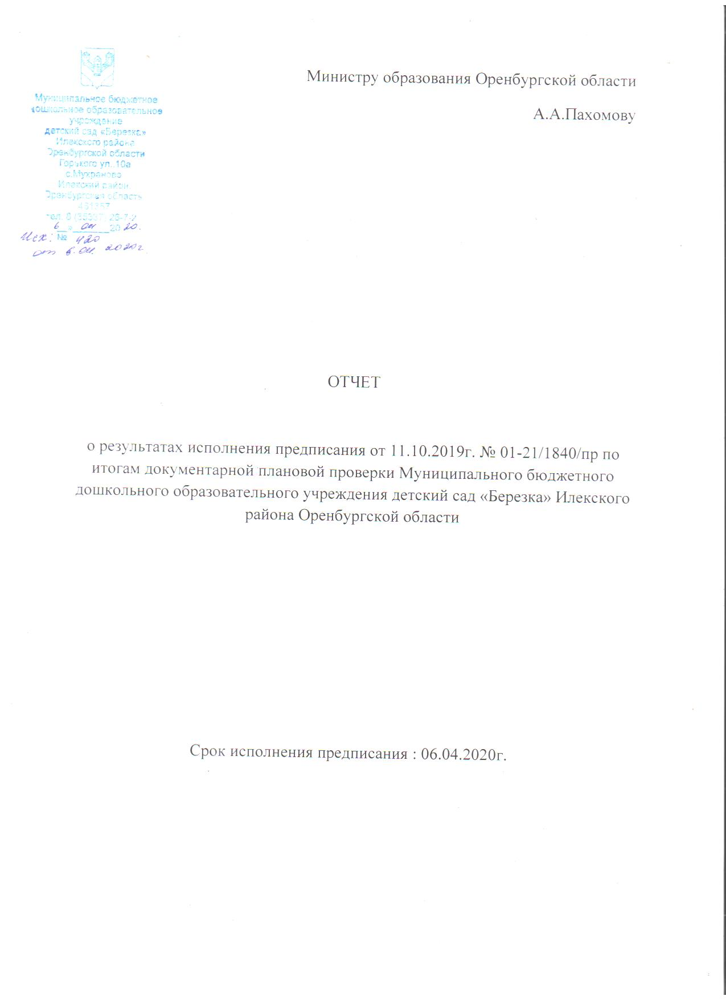 Муниципальное бюджетное
дошкольное образовательное
учреждение
детский сад «Березка»
Илекского района
Оренбургской области
Горького ул.,10а
с.Мухраново
Илекский район,
Оренбургская область
461357
тел. 8 (35337) 26-7-
6 » 04 20 20.
Исх: № 420
от 6.04. 2020г.
Министру образования Оренбургской области
А.А.Пахомову
ОТЧЕТ
о результатах исполнения предписания от 11.10.2019г. № 01-21/1840/пр по
итогам документарной плановой проверки Муниципального бюджетного
дошкольного образовательного учреждения детский сад «Березка» Илекского
района Оренбургской области
Срок исполнения предписания : 06.04.2020г.